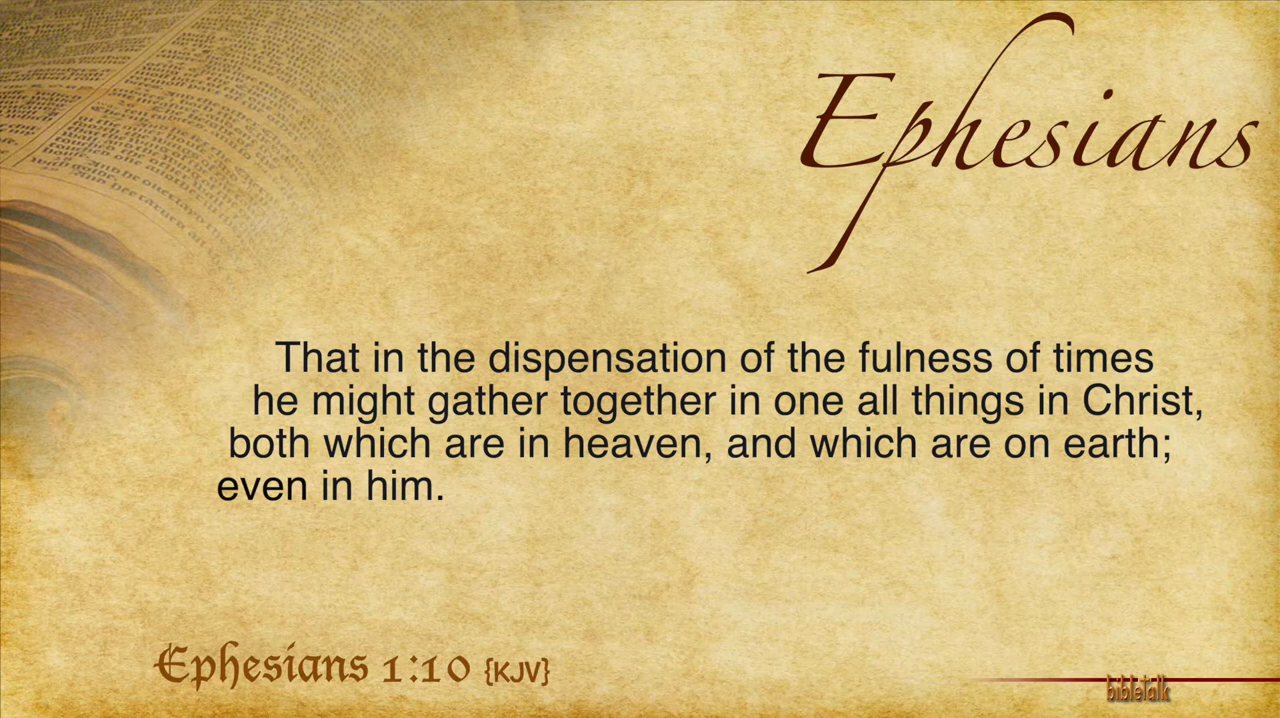 Ephesians
That in the dispensation of the fulness of times
he might gather together in one all things in Christ,
both which are in heaven, and which are on earth;
even in him.
Ephesians 1:10 {KJV}
bibletalk